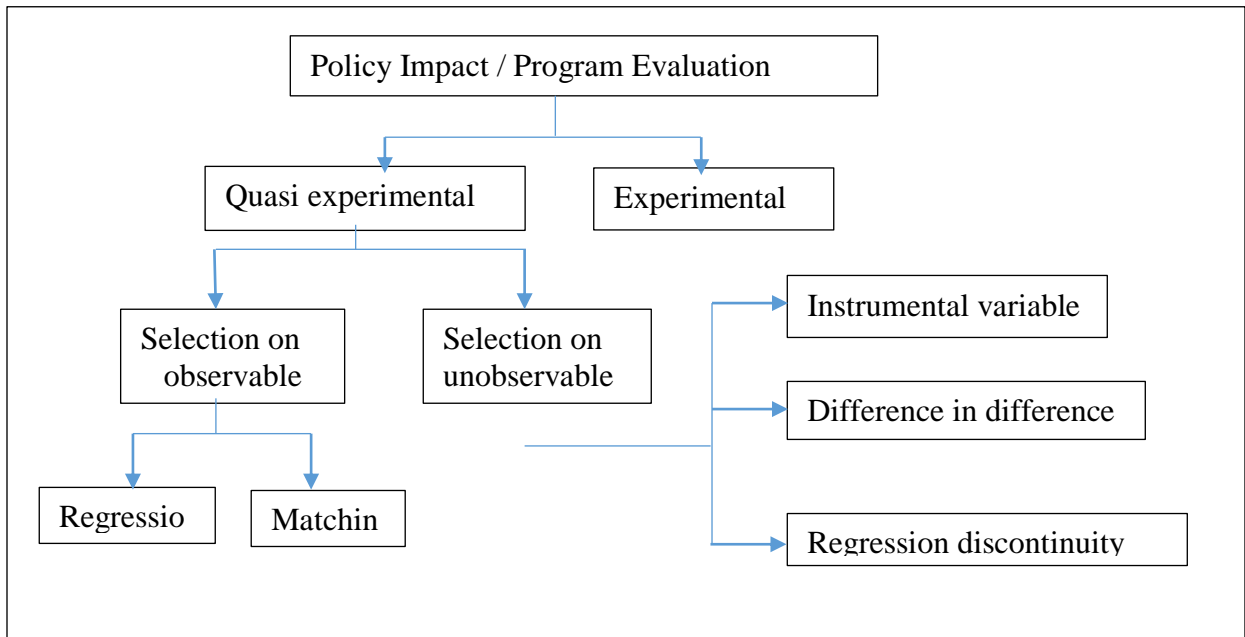 Policy Impact / Program Evaluation
Quasi experimental
Experimental
Selection on
observable
Selection on
unobservable
Instrumental variable
Difference in difference
Regressio
Matchin
Regression discontinuity